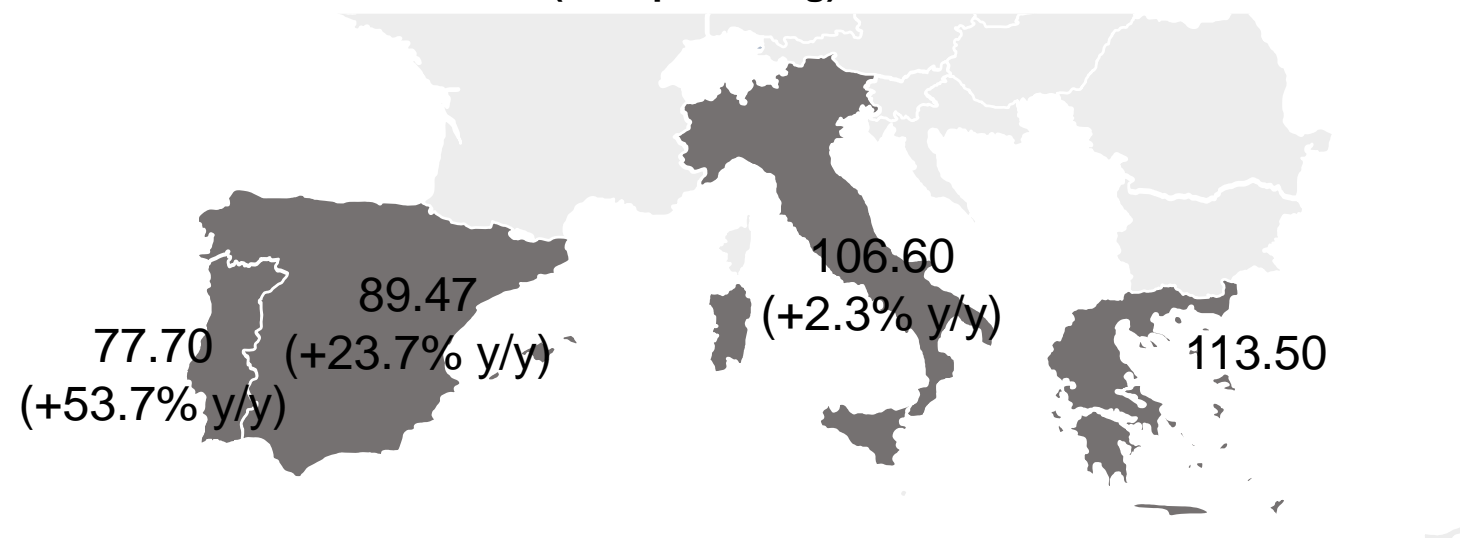 77.70
(+53.7% y/y)
89.47
(+23.7% y/y)
106.60
(+2.3% y/y)
113.50